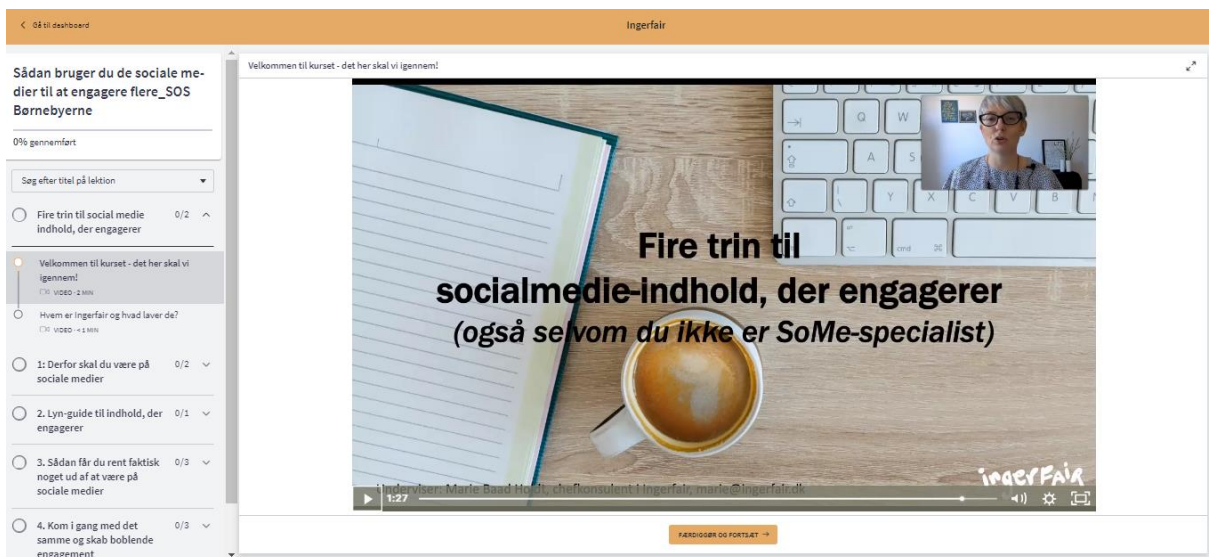 Gå til dashboard
Ingerfair
Sådan bruger du de sociale me-
dier til at engagere flere_SOS
Børnebyerne
0% gennemført
Søg efter titel på lektion
Fire trin til social medie 0/2
indhold, der engagerer
Velkommen til kurset - det her skal vi
igennem!
VIDEO - 2 MIN
Hvem er Ingerfair og hvad laver de?
VIDEO - < 1 MIN
1: Derfor skal du være på 0/2
sociale medier
2. Lyn-guide til indhold, der 0/1
engagerer
3. Sådan får du rent faktisk 0/3
noget ud af at være på
sociale medier
4. Kom i gang med det 0/3
samme og skab boblende
engagement
Velkommen til kurset - det her skal vi igennem!
Q W
A S
Y X C V B
cmd ⌘
Fire trin til
socialmedie-indhold, der engagerer
(også selvom du ikke er SoMe-specialist)
ingerFAiR
Underviser: Marie Baad Holdt, chefkonsulent i Ingerfair, marie@ingerfair.dk
1:27
FÆRDIGGØR OG FORTSÆT →